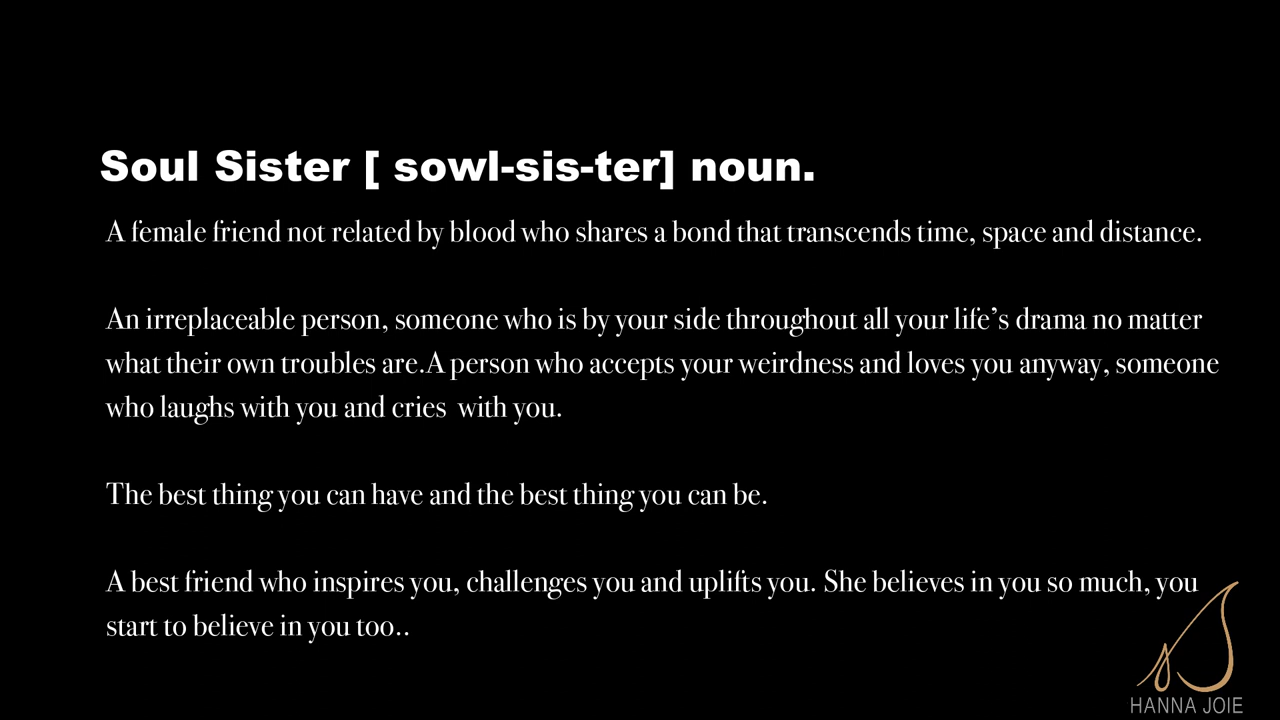 Soul Sister [ sowl-sis-ter] noun.
A female friend not related by blood who shares a bond that transcends time, space and distance.
An irreplaceable person, someone who is by your side throughout all your life’s drama no matter
what their own troubles are.A person who accepts your weirdness and loves you anyway, someone
who laughs with you and cries  with you.
The best thing you can have and the best thing you can be.
A best friend who inspires you, challenges you and uplifts you. She believes in you so much, you
start to believe in you too..
HANNA JOIE